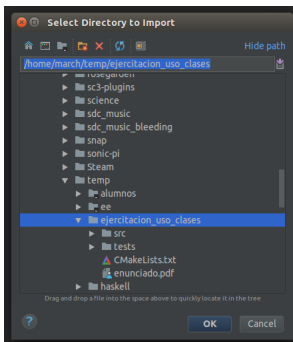 Select Directory to Import
Hide path
/home/march/temp/ejercitacion_uso_clases
rosegarden
sc3-plugins
science
sdc_music
sdc_music_bleeding
snap
sonic-pi
Steam
temp
alumnos
ee
ejercitacion_uso_clases
src
tests
CMakeLists.txt
enunciado.pdf
haskell
Drag and drop a file into the space above to quickly locate it in the tree
?
OK
Cancel